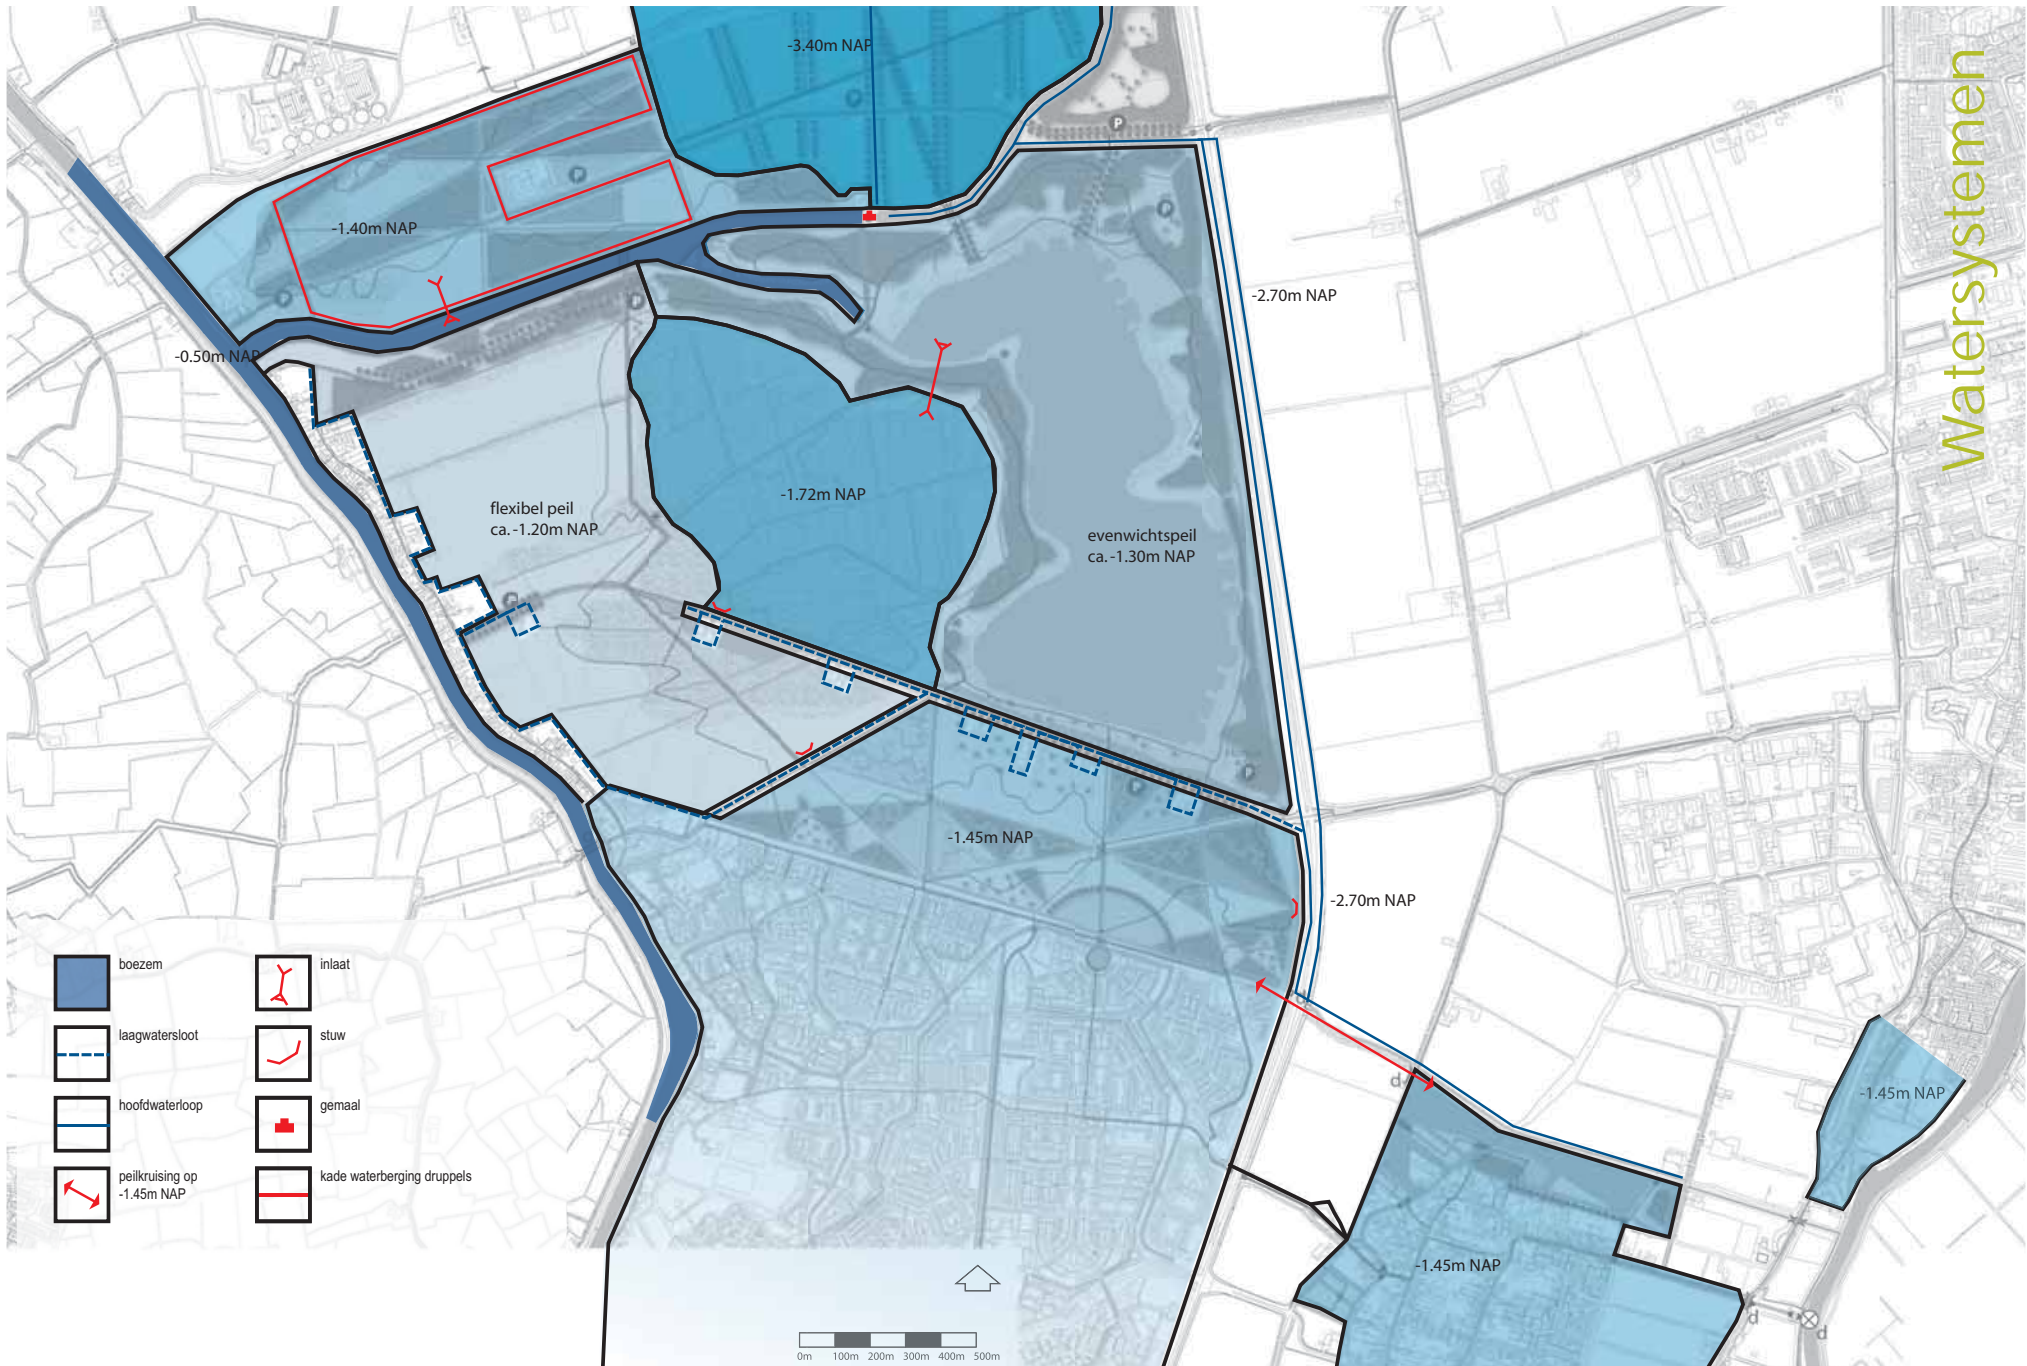 Watersystemen
-3.40m NAP
P
P
P
-1.40m NAP
P
-2.70m NAP
P
P
-0.50m NAP
-1.72m NAP
flexibel peil
ca. -1.20m NAP
evenwichtspeil
ca. -1.30m NAP
P
P
P
-1.45m NAP
-2.70m NAP
d
d
-1.45m NAP
-1.45m NAP
d
d
boezem
inlaat
laagwatersloot
stuw
hoofdwaterloop
gemaal
peilkruising op
-1.45m NAP
kade waterberging druppels
0m 100m 200m 300m 400m 500m